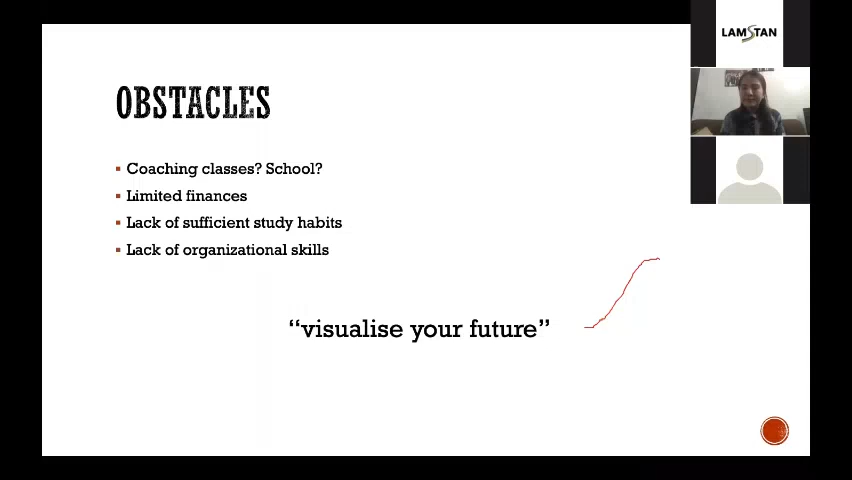 LAMSTAN
OBSTACLES
Coaching classes? School?
Limited finances
Lack of sufficient study habits
Lack of organizational skills
“visualise your future”